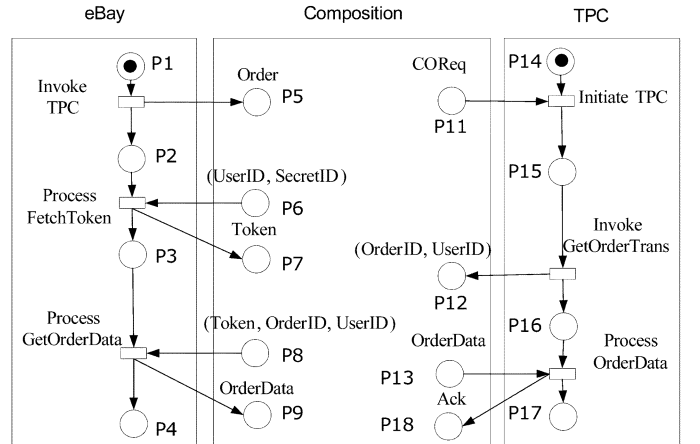 eBay
Composition
TPC
P1
Invoke
TPC
Order
P5
P2
(UserID, SecretID)
Process
FetchToken
P6
Token
P7
P3
Process
GetOrderData
(Token, OrderID, UserID)
P8
OrderData
P9
P4
COReq
P11
P14
Initiate TPC
P15
Invoke
GetOrderTrans
(OrderID, UserID)
P12
P16
OrderData
Process
OrderData
P13
Ack
P18
P17